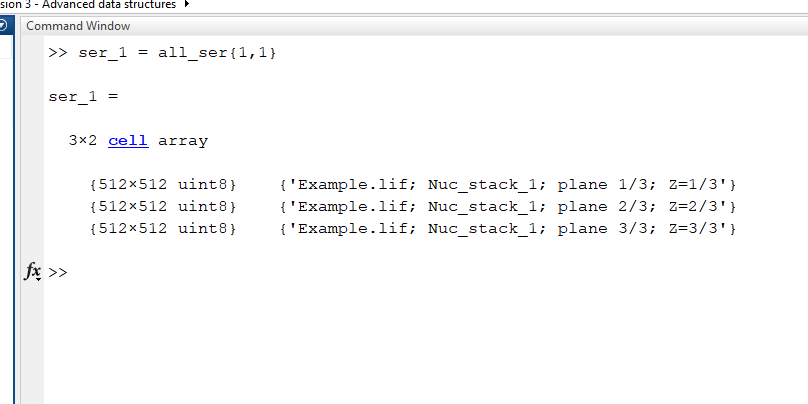 sion 3 - Advanced data structures
Command Window
>> ser_1 = all_ser{1,1}
ser_1 =
3×2 cell array
{512×512 uint8} {'Example.lif; Nuc_stack_1; plane 1/3; Z=1/3'}
{512×512 uint8} {'Example.lif; Nuc_stack_1; plane 2/3; Z=2/3'}
{512×512 uint8} {'Example.lif; Nuc_stack_1; plane 3/3; Z=3/3'}
fx >>